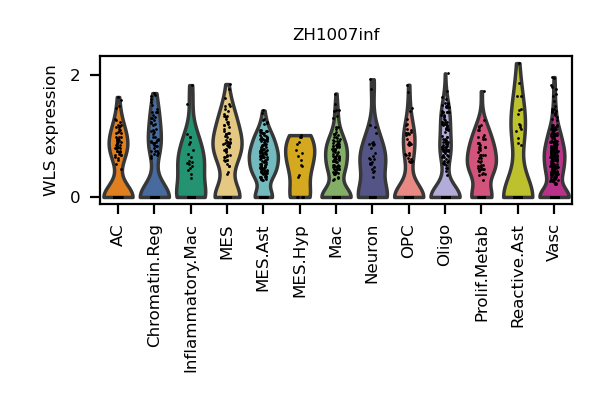 ZH1007inf
WLS expression
2
0
AC
Chromatin.Reg
Inflammatory.Mac
MES
MES.Ast
MES.Hyp
Mac
Neuron
OPC
Oligo
Prolif.Metab
Reactive.Ast
Vasc